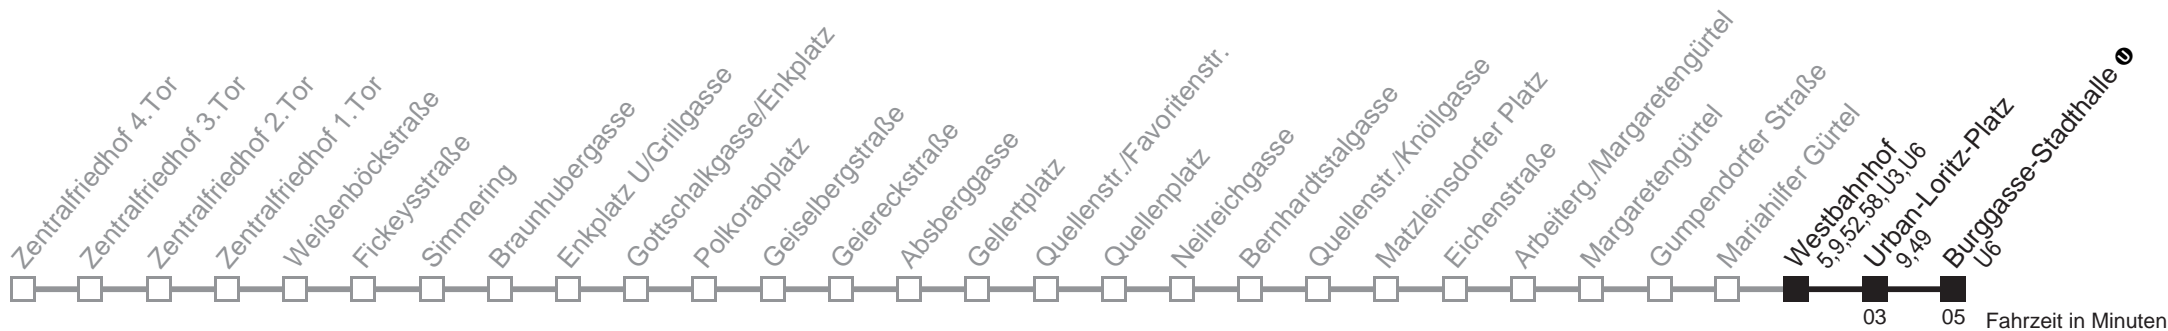 Zentralfriedhof 4.Tor
Zentralfriedhof 3.Tor
Zentralfriedhof 2.Tor
Zentralfriedhof 1.Tor
Weißenböckstraße
Fickeysstraße
Simmering
Braunhubergasse
Enkplatz U/Grillgasse
Gottschalkgasse/Enkplatz
Polkorabplatz
Geiselbergstraße
Geiereckstraße
Absberggasse
Gellertplatz
Quellenstr./Favoritenstr.
Quellenplatz
Neilreichgasse
Bernhardtstalgasse
Quellenstr./Knöllgasse
Matzleinsdorfer Platz
Eichenstraße
Arbeiterg./Margaretengürtel
Margaretengürtel
Gumpendorfer Straße
Mariahilfer Gürtel
Westbahnhof
5,9,52,58,U3,U6
Urban-Loritz-Platz
9,49
Burggasse-Stadthalle U
U6
03
05
Fahrzeit in Minuten